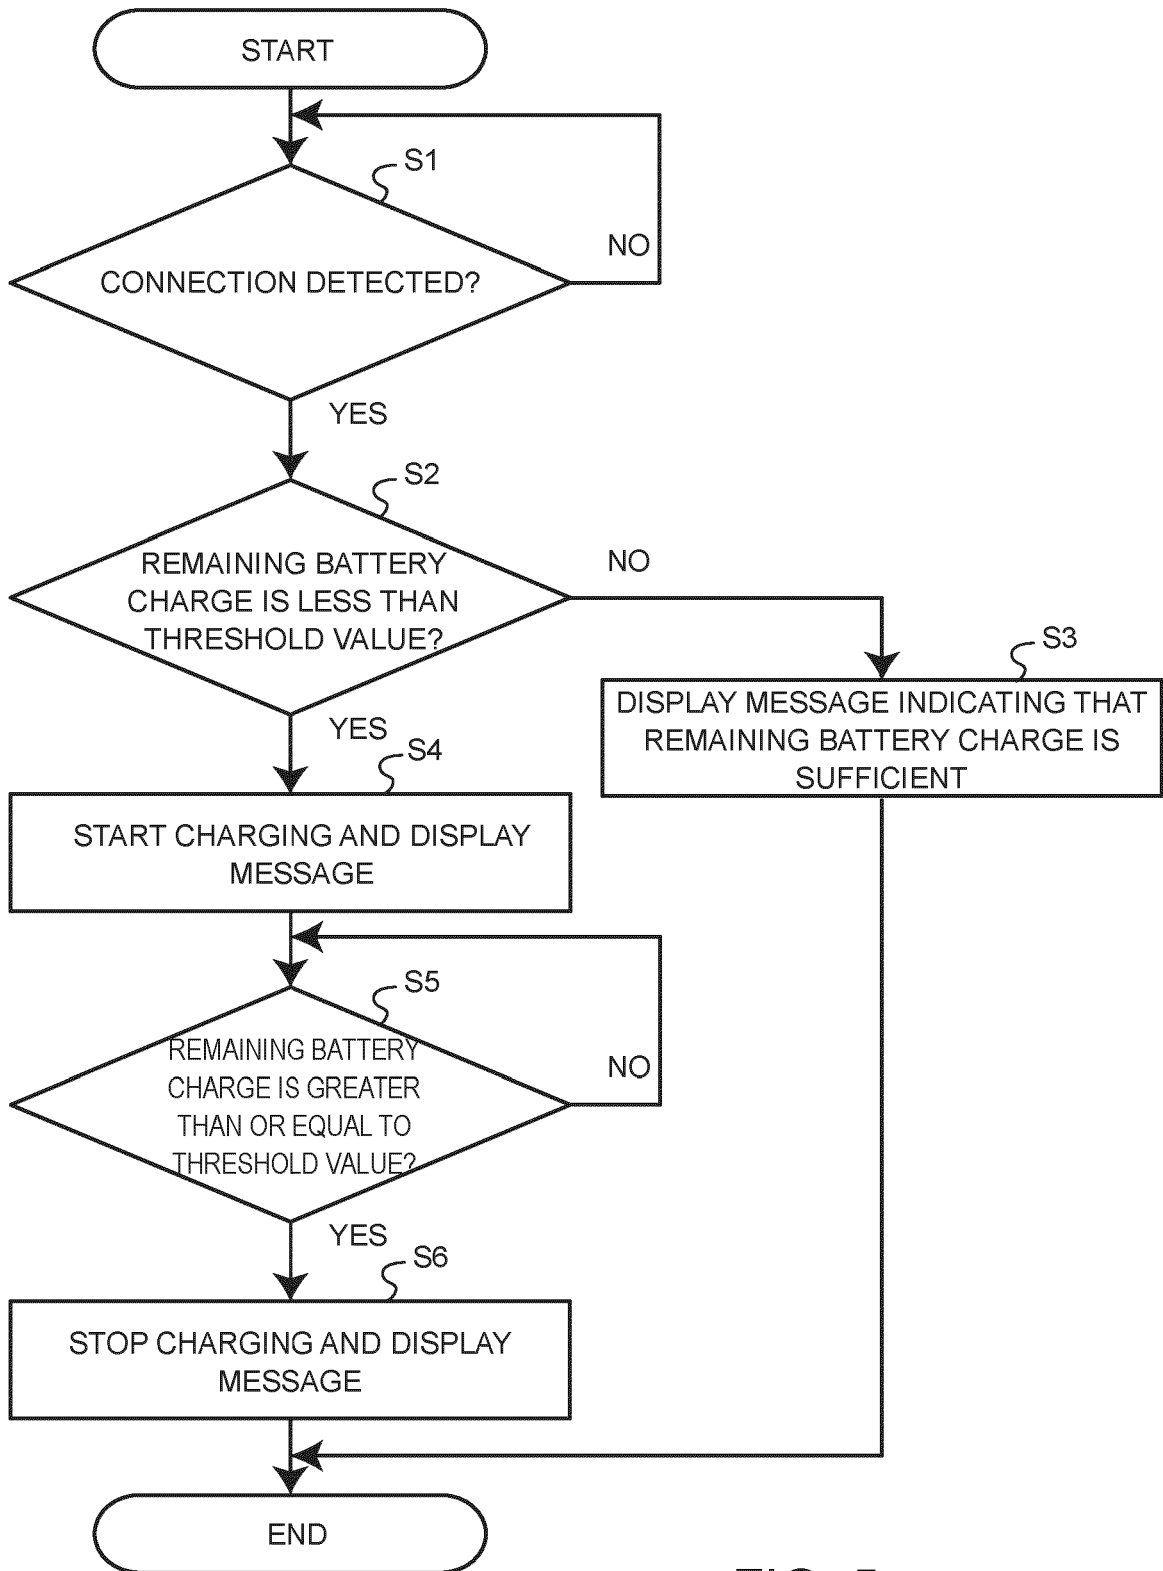 START
S1
CONNECTION DETECTED?
NO
YES
S2
REMAINING BATTERY
CHARGE IS LESS THAN
THRESHOLD VALUE?
NO
YES
S3
DISPLAY MESSAGE INDICATING THAT
REMAINING BATTERY CHARGE IS
SUFFICIENT
S4
START CHARGING AND DISPLAY
MESSAGE
S5
REMAINING BATTERY
CHARGE IS GREATER
THAN OR EQUAL TO
THRESHOLD VALUE?
NO
YES
S6
STOP CHARGING AND DISPLAY
MESSAGE
END